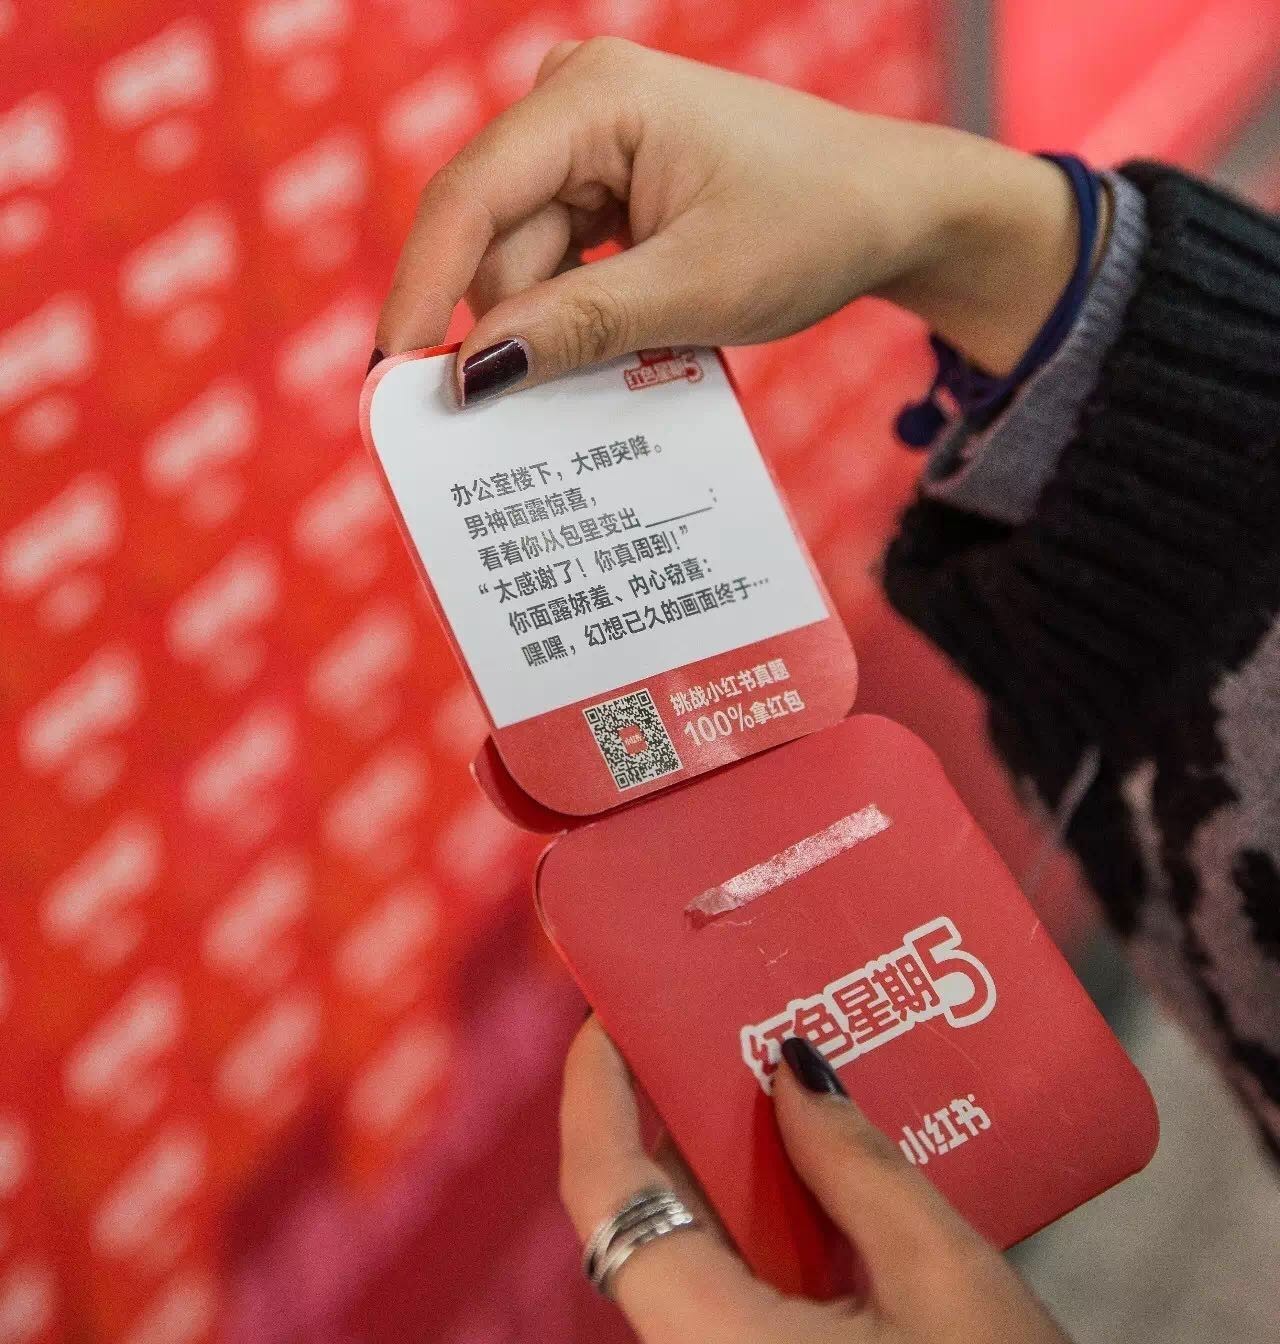 红色星期5
办公室楼下，大雨突降。
男神面露惊喜，
看着你从包里变出______；
“太感谢了！你真周到！”
你面露娇羞、内心窃喜：
嘿嘿，幻想已久的画面终于…
挑战小红书真题
100%拿红包
红色星期5
小红书